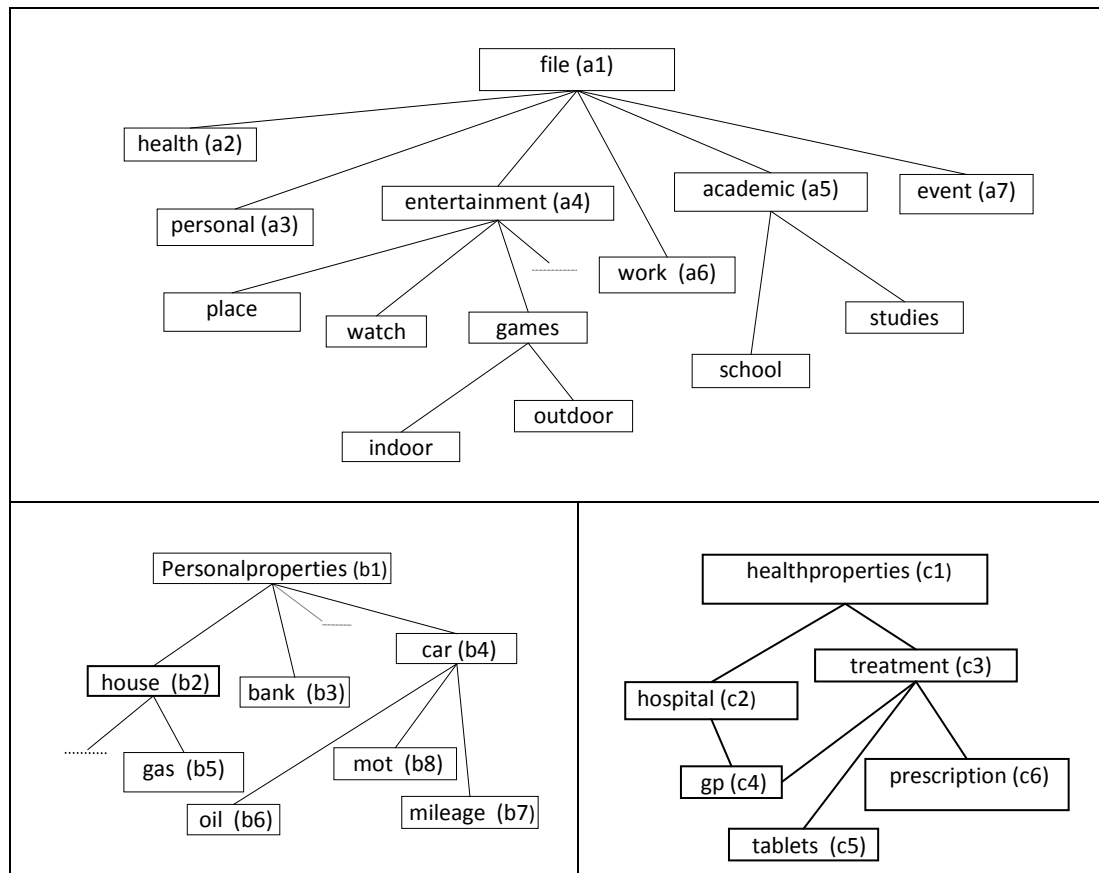 file (a1)
health (a2)
personal (a3)
entertainment (a4)
academic (a5)
event (a7)
work (a6)
place
watch
games
studies
school
indoor
outdoor
Personalproperties (b1)
house (b2)
bank (b3)
car (b4)
gas (b5)
mot (b8)
oil (b6)
mileage (b7)
healthproperties (c1)
hospital (c2)
treatment (c3)
gp (c4)
prescription (c6)
tablets (c5)